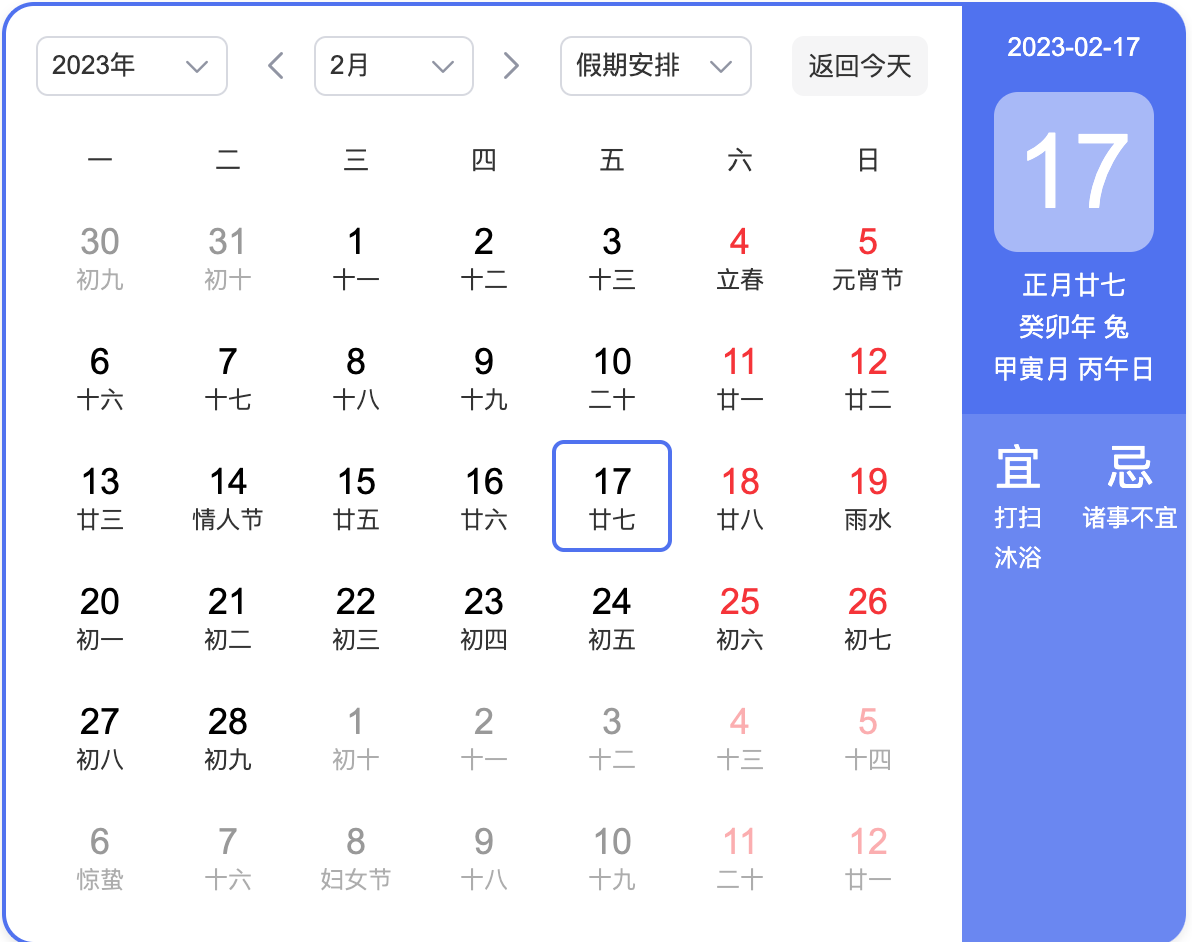 2023年 2月 假期安排 返回今天
一 二 三 四 五 六 日
30 31 1 2 3 4 5
初九 初十 十一 十二 十三 立春 元宵节
6 7 8 9 10 11 12
十六 十七 十八 十九 二十 廿一 廿二
13 14 15 16 17 18 19
廿三 情人节 廿五 廿六 廿七 廿八 雨水
20 21 22 23 24 25 26
初一 初二 初三 初四 初五 初六 初七
27 28 1 2 3 4 5
初八 初九 初十 十一 十二 十三 十四
6 7 8 9 10 11 12
惊蛰 十六 妇女节 十八 十九 二十 廿一
2023-02-17
17
正月廿七
癸卯年 兔
甲寅月 丙午日
宜 忌
打扫 诸事不宜
沐浴